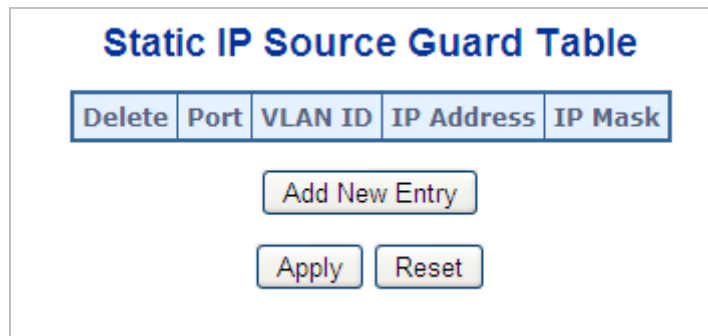 Static IP Source Guard Table
Delete Port VLAN ID IP Address IP Mask
Add New Entry
Apply Reset